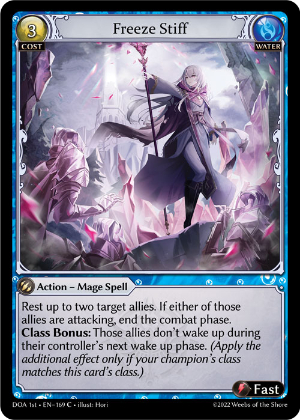 3
COST
Freeze Stiff
WATER
Action – Mage Spell
Rest up to two target allies. If either of those
allies are attacking, end the combat phase.
Class Bonus: Those allies don't wake up during
their controller's next wake up phase. (Apply the
additional effect only if your champion's class
matches this card's class.)
Fast
DOA 1st • EN-169 C • illust: Hori
©2022 Weebs of the Shore